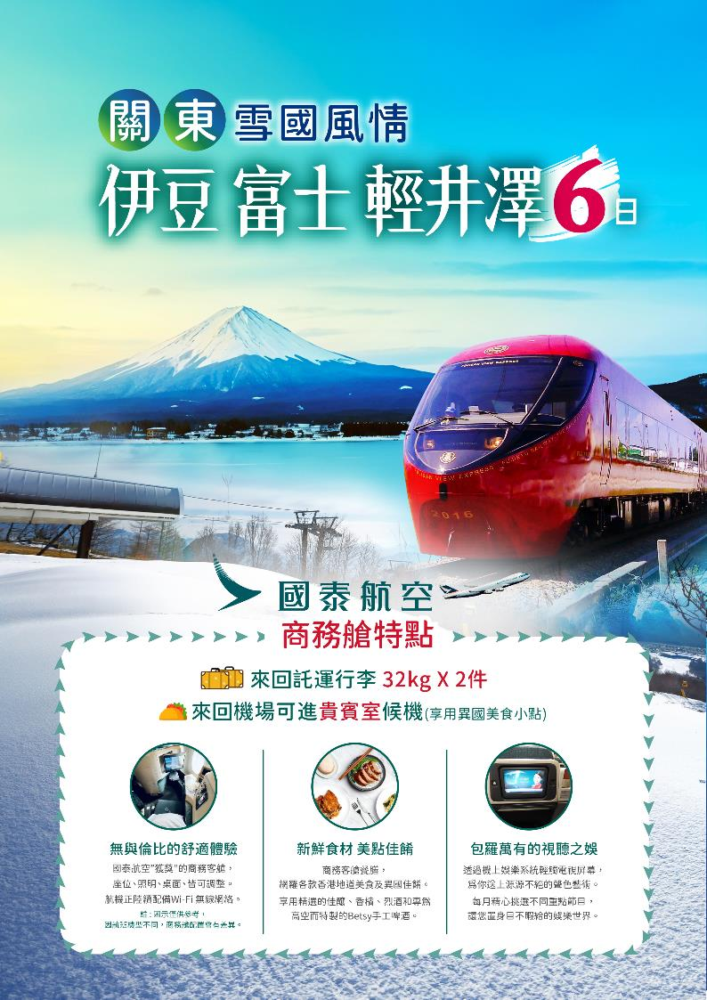 關東雪國風情
伊豆 富士 輕井澤6日
2016
國泰航空
商務艙特點
來回託運行李 32kg X 2件
來回機場可進貴賓室候機(享用異國美食小點)
無與倫比的舒適體驗
國泰航空"獲獎"的商務客艙,
座位、照明、桌面、皆可調整。
航機正陸續配備Wi-Fi 無線網絡。
註:圖示僅供參考,
因航班機型不同,商務艙配置會有差異。
新鮮食材 美點佳餚
商務客艙餐膳,
網羅各款香港地道美食及異國佳餚。
享用精選的佳釀、香檳、烈酒和專為
高空而特製的Betsy手工啤酒。
包羅萬有的視聽之娛
透過機上娛樂系統輕觸電視屏幕,
為你送上源源不絕的聲色藝術。
每月精心挑選不同重點節目,
讓您置身目不暇給的娛樂世界。